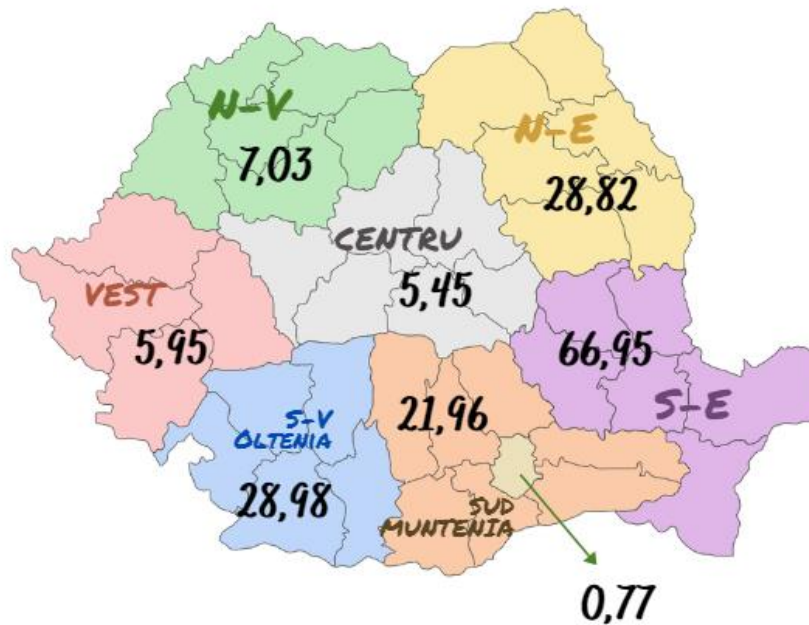 N-V
7,03
N-E
28,82
CENTRU
5,45
VEST
5,95
66,95
S-E
S-V
OLTENIA
28,98
21,96
SUD
MUNTENIA
0,77